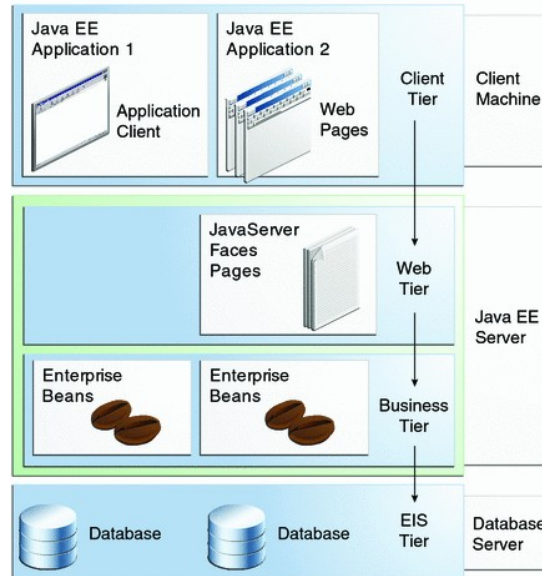 Java EE
Application 1
Application
Client
Java EE
Application 2
Web
Pages
Client
Tier
Client
Machine
JavaServer
Faces
Pages
Web
Tier
Java EE
Server
Enterprise
Beans
Enterprise
Beans
Business
Tier
Database
Database
EIS
Tier
Database
Server